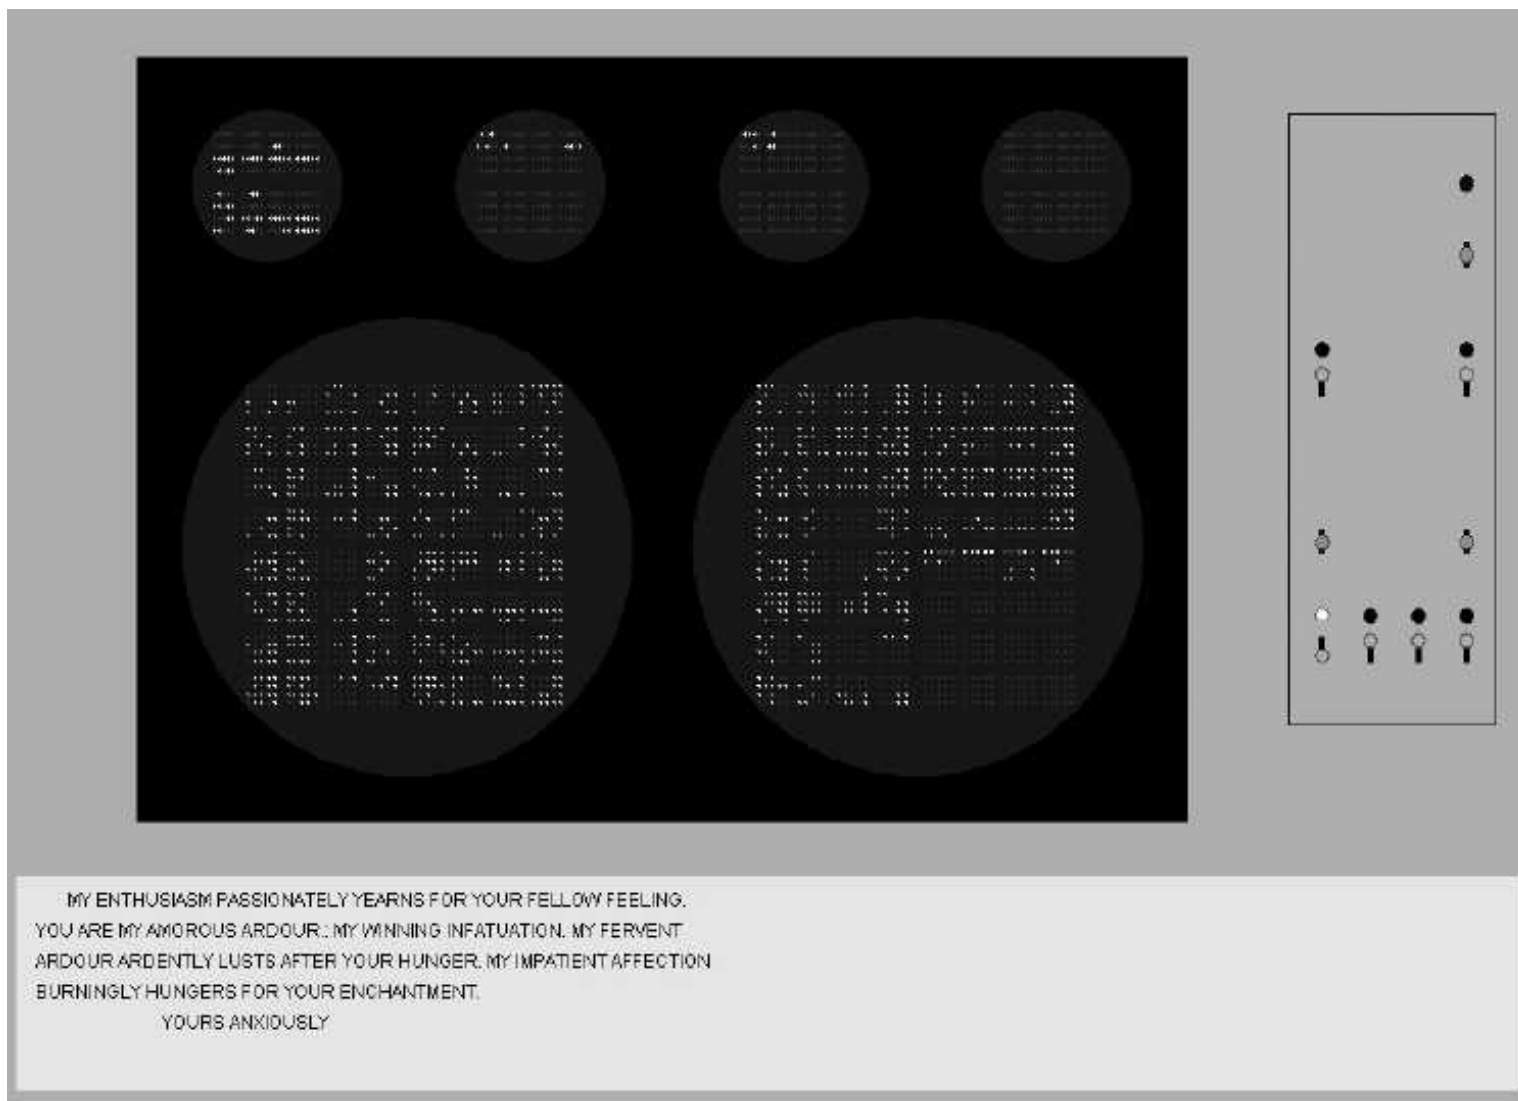 MY ENTHUSIASM PASSIONATELY YEARNS FOR YOUR FELLOW FEELING.
YOU ARE MY AMOROUS ARDOUR.: MY WINNING INFATUATION. MY FERVENT
ARDOUR ARDENTLY LUSTS AFTER YOUR HUNGER. MY IMPATIENT AFFECTION
BURNINGLY HUNGERS FOR YOUR ENCHANTMENT.
YOURS ANXIOUSLY